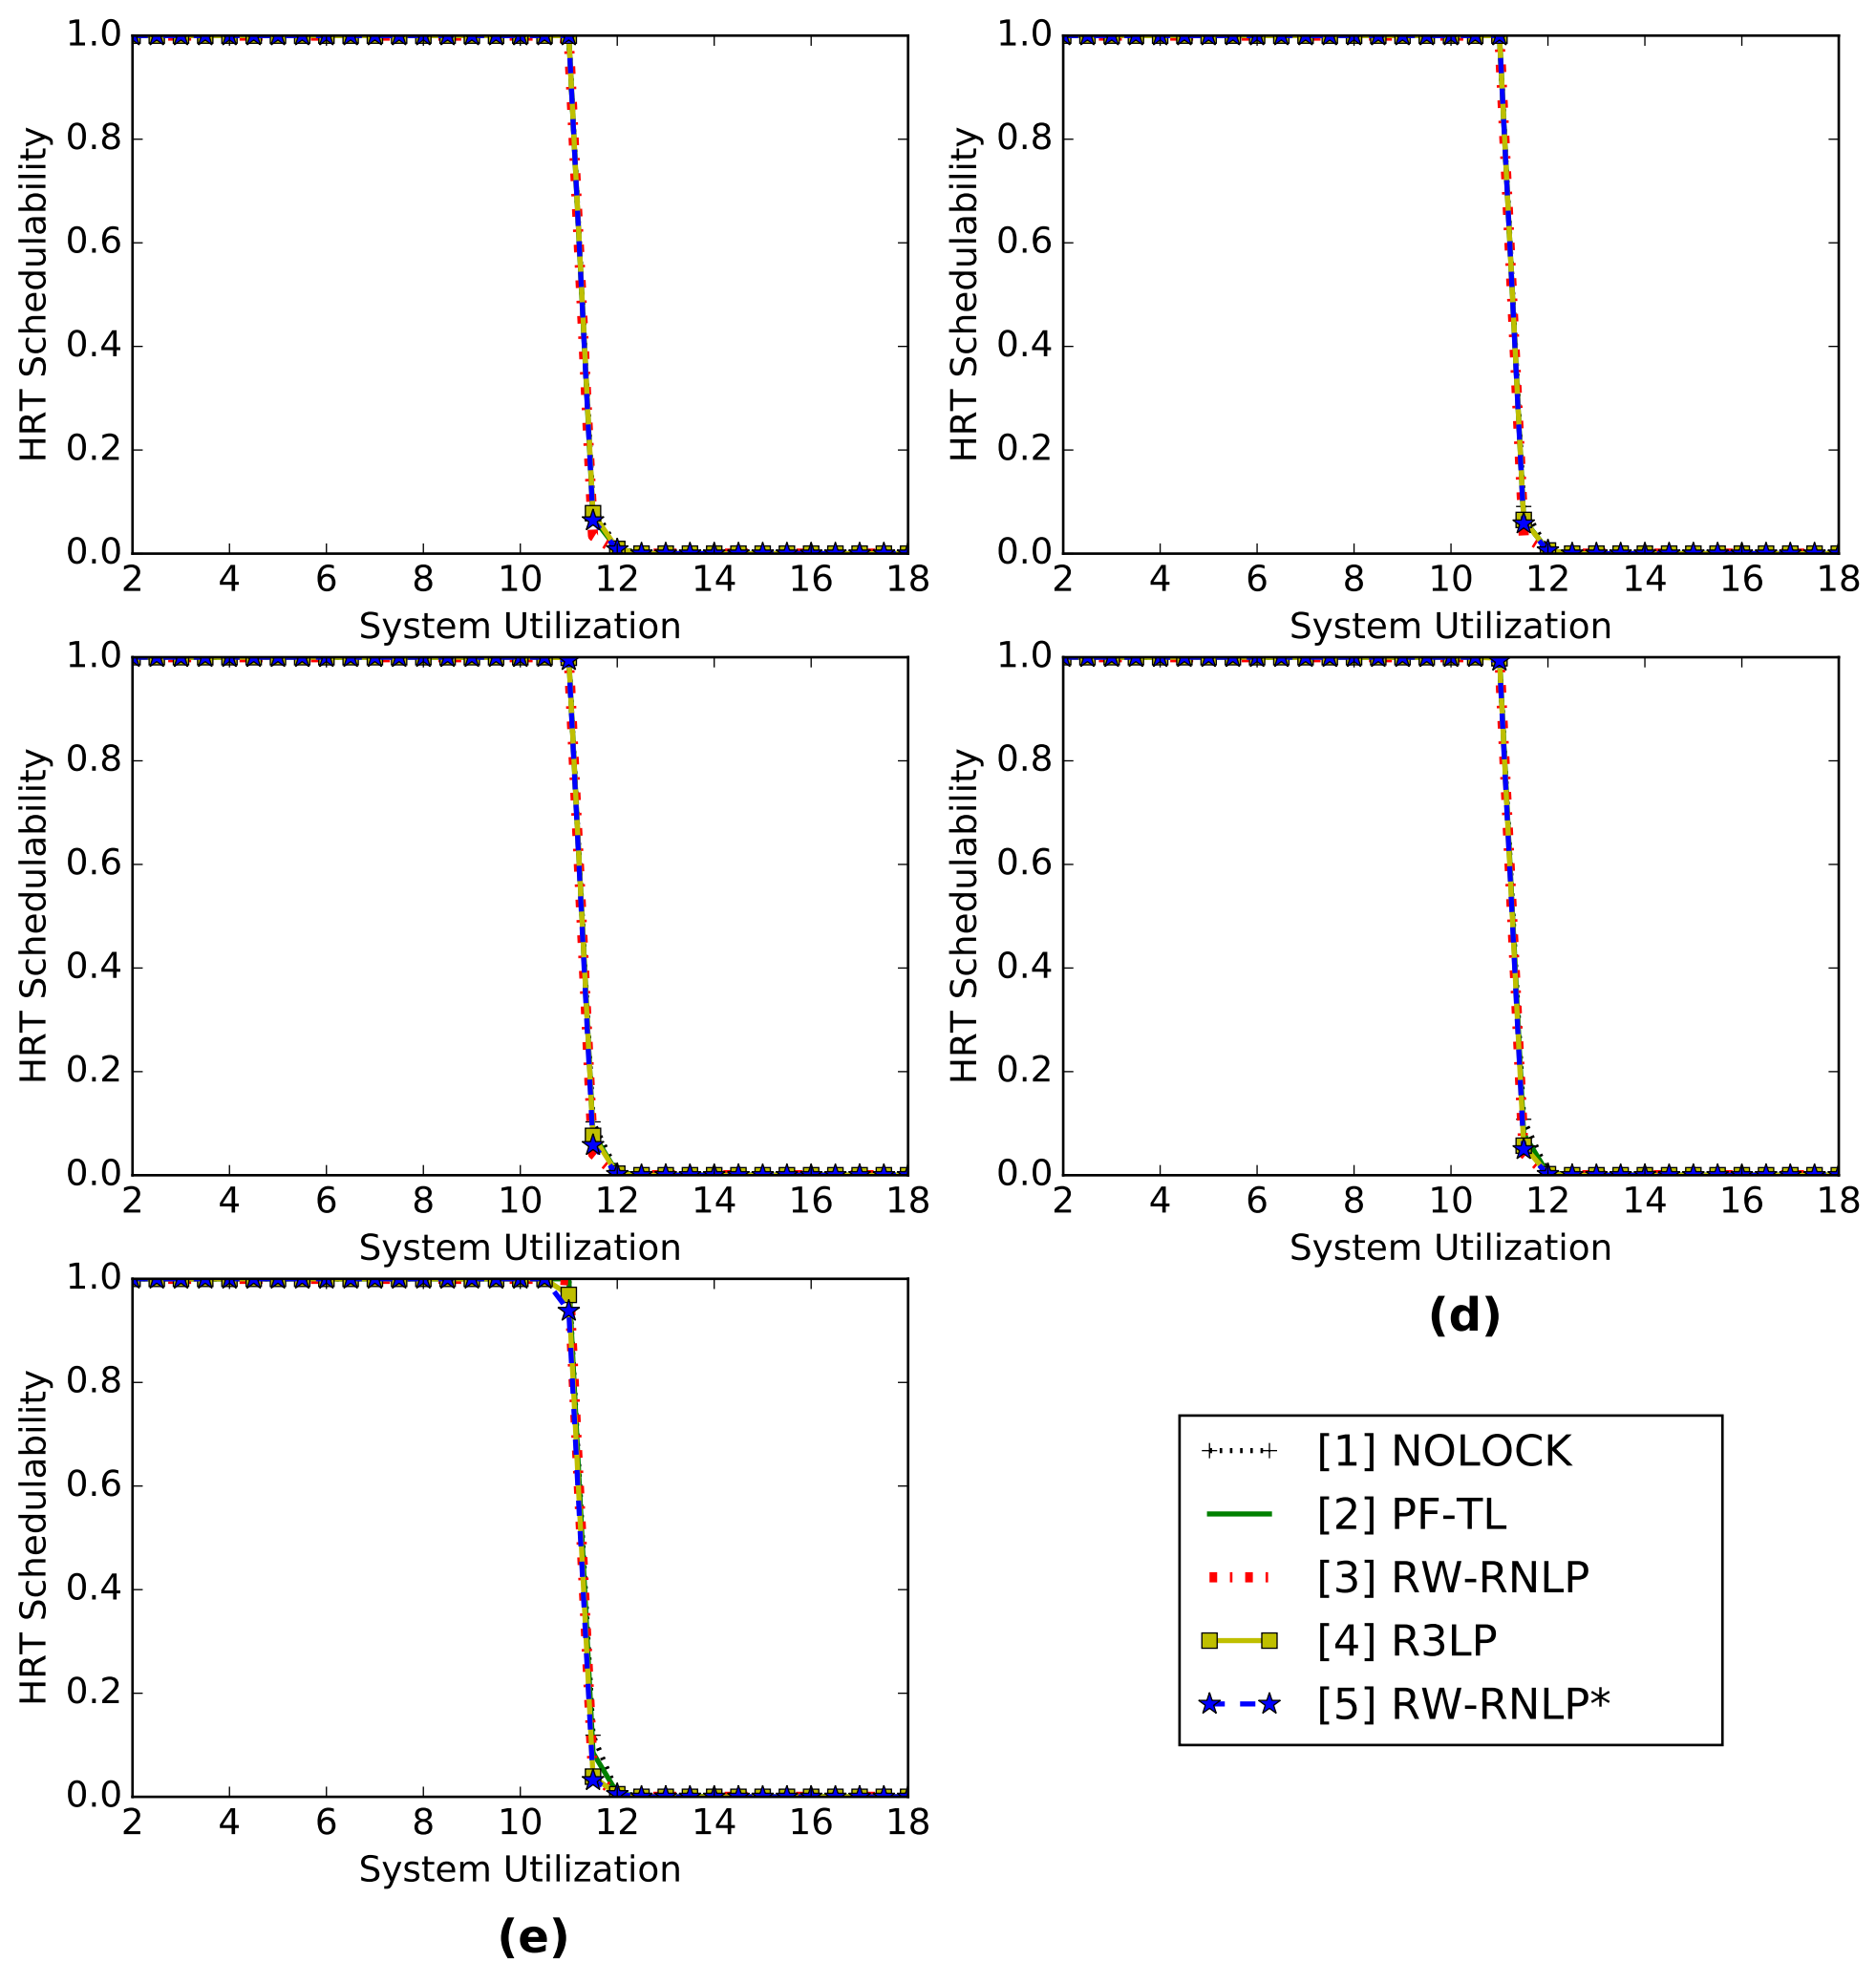 1.0
0.8
0.6
0.4
0.2
0.0
HRT Schedulability
2 4 6 8 10 12 14 16 18
System Utilization
1.0
0.8
0.6
0.4
0.2
0.0
HRT Schedulability
2 4 6 8 10 12 14 16 18
System Utilization
1.0
0.8
0.6
0.4
0.2
0.0
HRT Schedulability
2 4 6 8 10 12 14 16 18
System Utilization
1.0
0.8
0.6
0.4
0.2
0.0
HRT Schedulability
2 4 6 8 10 12 14 16 18
System Utilization
(d)
1.0
0.8
0.6
0.4
0.2
0.0
HRT Schedulability
2 4 6 8 10 12 14 16 18
System Utilization
(e)
[1] NOLOCK
[2] PF-TL
[3] RW-RNLP
[4] R3LP
[5] RW-RNLP*